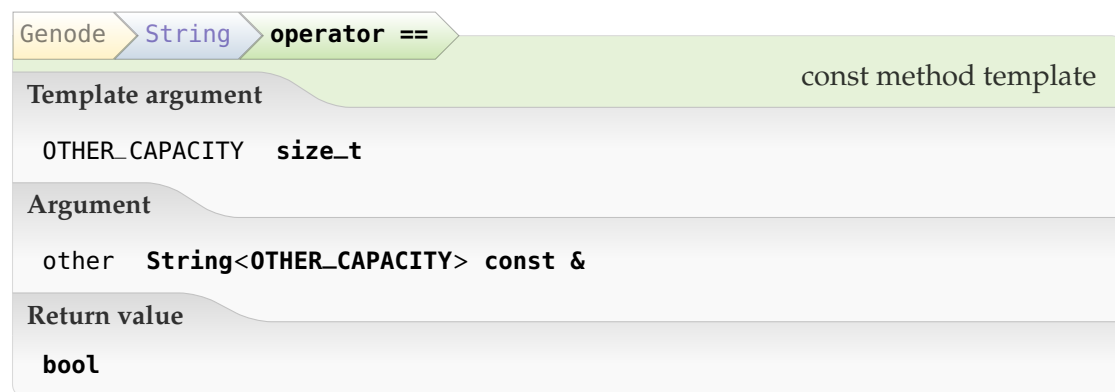 Genode String operator ==
const method template
Template argument
OTHER_CAPACITY size_t
Argument
other String<OTHER_CAPACITY> const &
Return value
bool